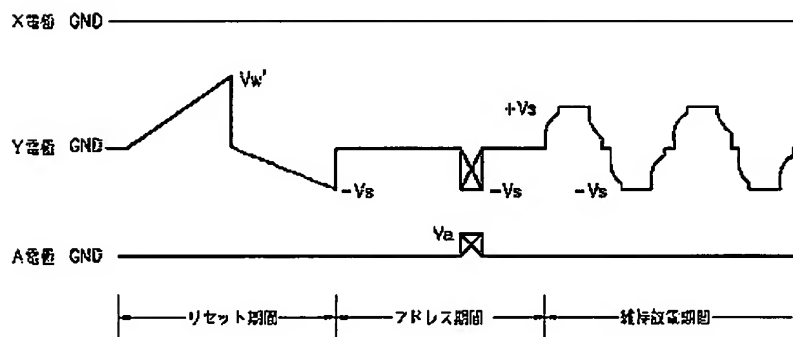 X電極 GND
Vw'
+Vs
Y電極 GND
-Vs
-Vs
-Vs
Va
A電極 GND
リセット期間
アドレス期間
維持放電期間